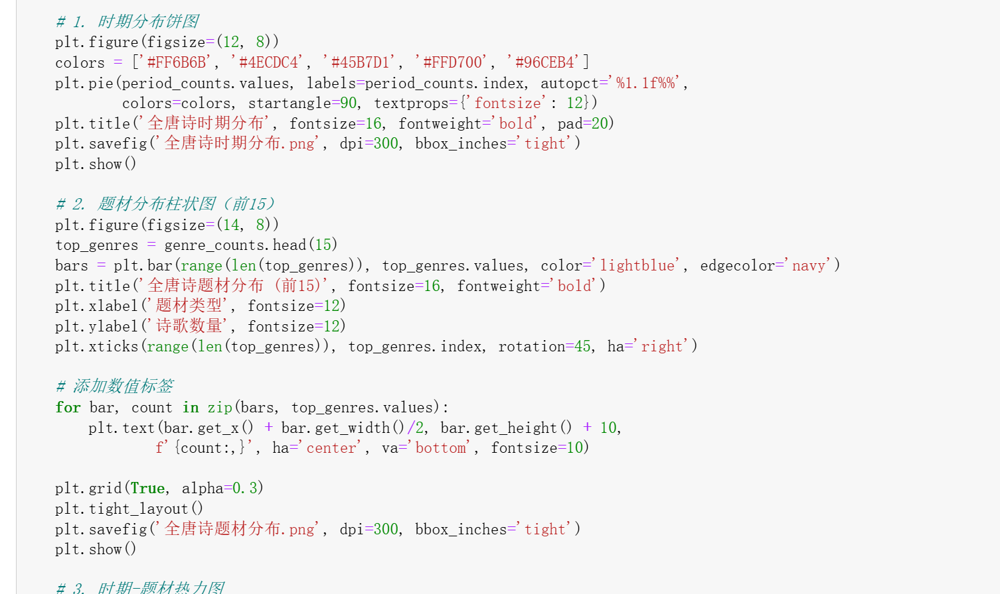 # 1. 时期分布饼图
plt.figure(figsize=(12, 8))
colors = ['#FF6B6B', '#4ECDC4', '#45B7D1', '#FFD700', '#96CEB4']
plt.pie(period_counts.values, labels=period_counts.index, autopct='%1.1f%%',
        colors=colors, startangle=90, textprops={'fontsize': 12})
plt.title('全唐诗时期分布', fontsize=16, fontweight='bold', pad=20)
plt.savefig('全唐诗时期分布.png', dpi=300, bbox_inches='tight')
plt.show()

# 2. 题材分布柱状图（前15）
plt.figure(figsize=(14, 8))
top_genres = genre_counts.head(15)
bars = plt.bar(range(len(top_genres)), top_genres.values, color='lightblue', edgecolor='navy')
plt.title('全唐诗题材分布 (前15)', fontsize=16, fontweight='bold')
plt.xlabel('题材类型', fontsize=12)
plt.ylabel('诗歌数量', fontsize=12)
plt.xticks(range(len(top_genres)), top_genres.index, rotation=45, ha='right')

# 添加数值标签
for bar, count in zip(bars, top_genres.values):
    plt.text(bar.get_x() + bar.get_width()/2, bar.get_height() + 10,
            f'{count:,}', ha='center', va='bottom', fontsize=10)

plt.grid(True, alpha=0.3)
plt.tight_layout()
plt.savefig('全唐诗题材分布.png', dpi=300, bbox_inches='tight')
plt.show()

# 3. 时期-题材热力图